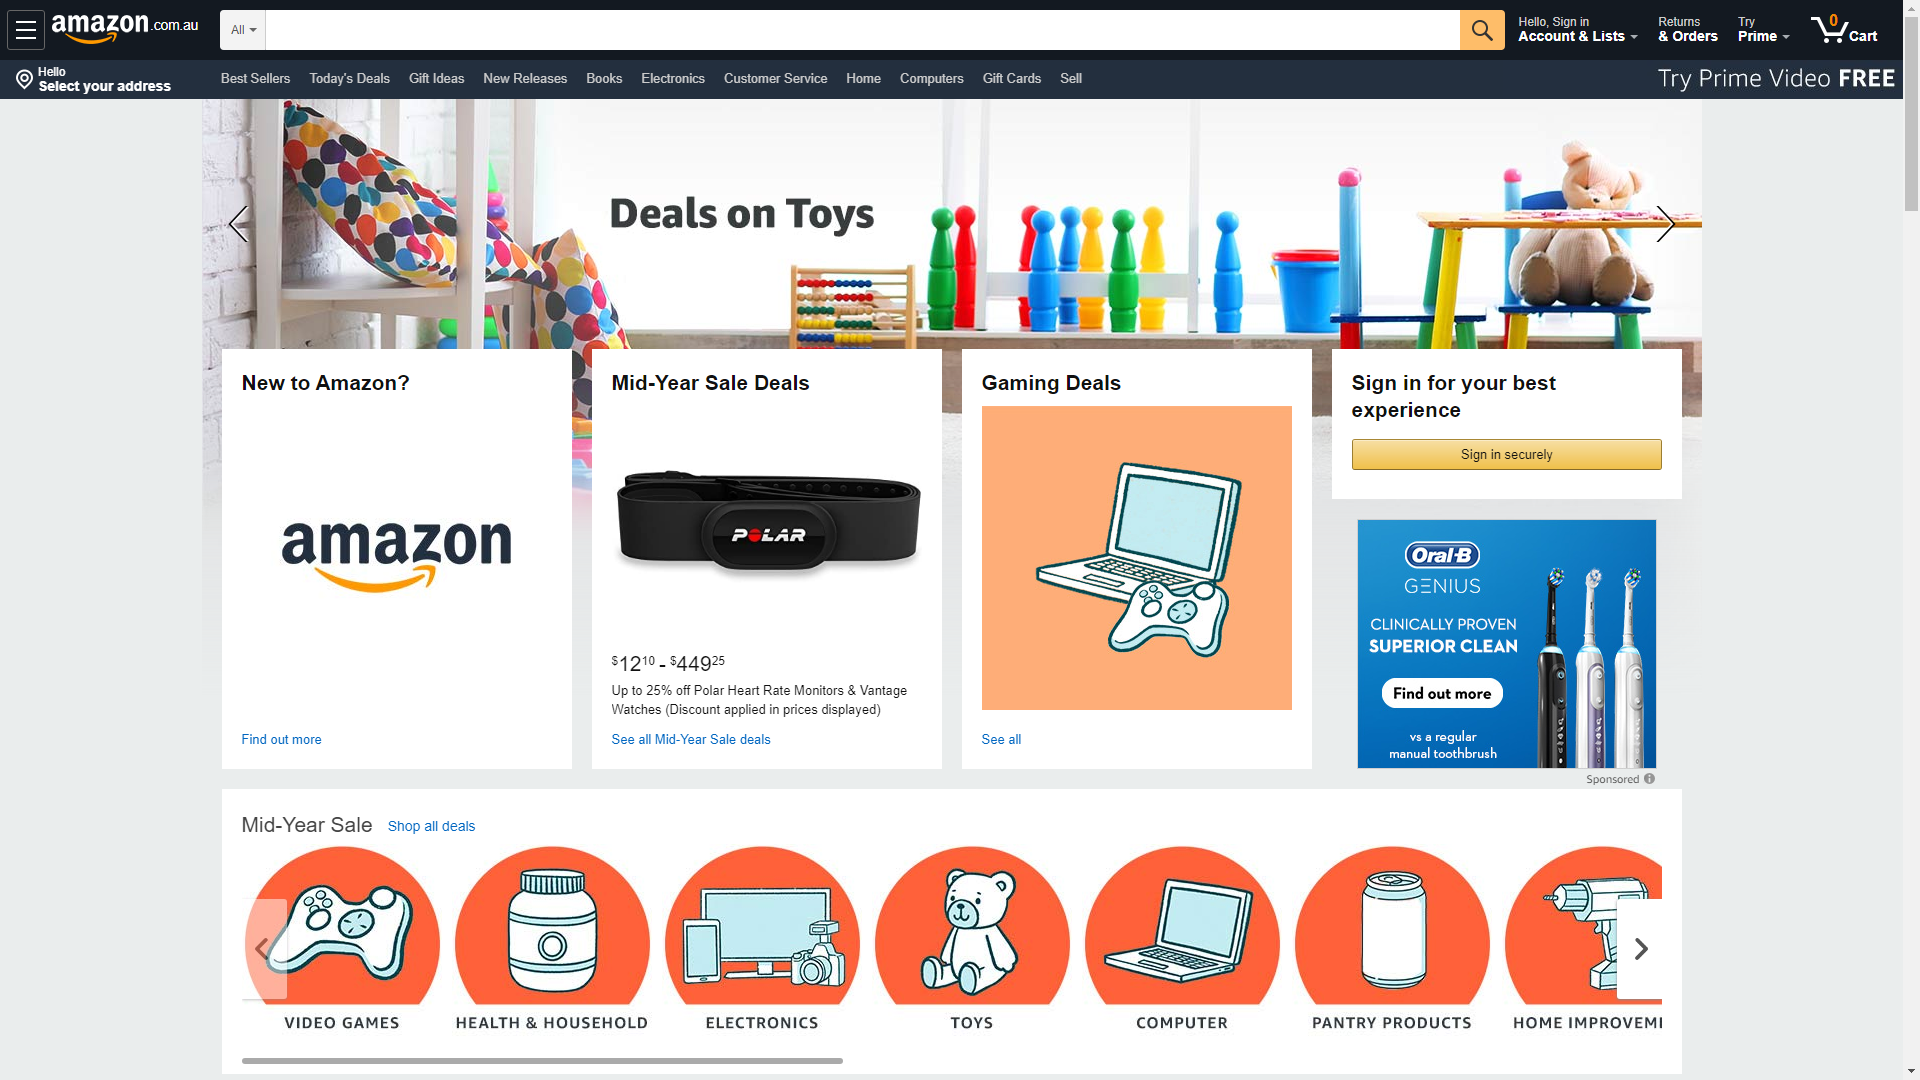 amazon.com.au
All
Hello, Sign in
Account & Lists
Returns
& Orders
Try
Prime
0
Cart
Hello
Select your address
Best Sellers
Today's Deals
Gift Ideas
New Releases
Books
Electronics
Customer Service
Home
Computers
Gift Cards
Sell
Try Prime Video FREE
Deals on Toys
New to Amazon?
amazon
Find out more
Mid-Year Sale Deals
POLAR
$1210 - $44925
Up to 25% off Polar Heart Rate Monitors & Vantage
Watches (Discount applied in prices displayed)
See all Mid-Year Sale deals
Gaming Deals
See all
Sign in for your best
experience
Sign in securely
Oral-B
GENIUS
CLINICALLY PROVEN
SUPERIOR CLEAN
Find out more
vs a regular
manual toothbrush
Sponsored
Mid-Year Sale
Shop all deals
VIDEO GAMES
HEALTH & HOUSEHOLD
ELECTRONICS
TOYS
COMPUTER
PANTRY PRODUCTS
HOME IMPROVEM